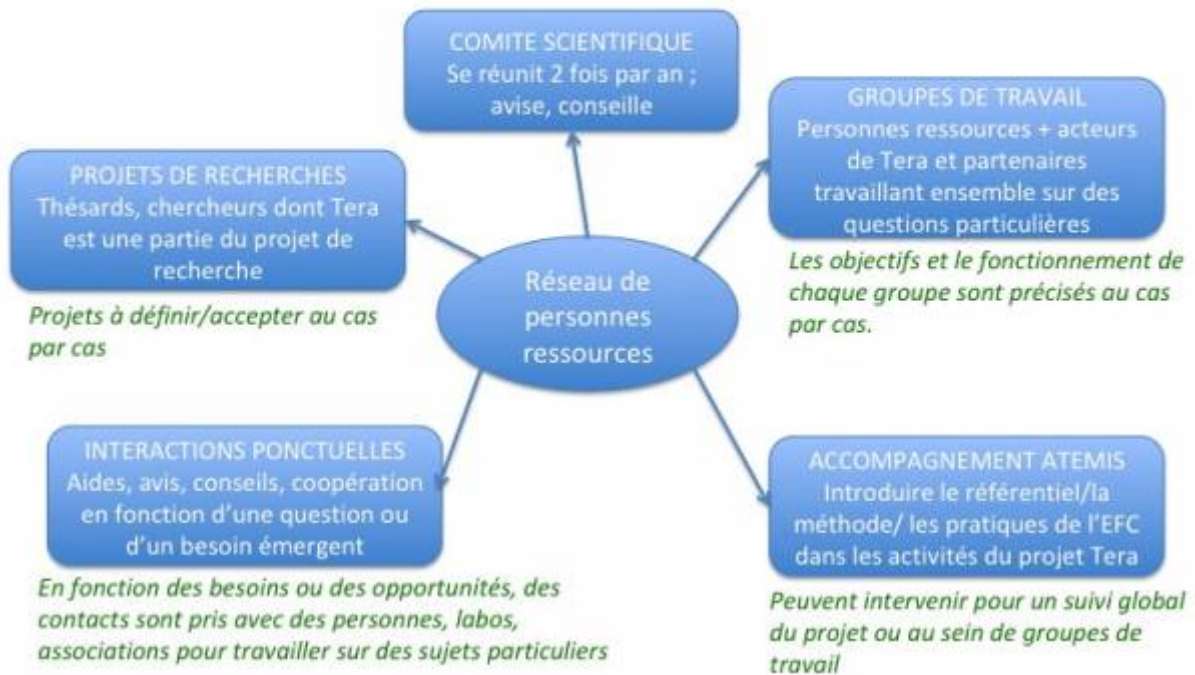 COMITE SCIENTIFIQUE
Se réunit 2 fois par an ;
avise, conseille
GROUPES DE TRAVAIL
Personnes ressources + acteurs
de Tera et partenaires
travaillant ensemble sur des
questions particulières
Les objectifs et le fonctionnement de
chaque groupe sont précisés au cas
par cas.
PROJETS DE RECHERCHES
Thésards, chercheurs dont Tera
est une partie du projet de
recherche
Projets à définir/accepter au cas
par cas
Réseau de
personnes
ressources
INTERACTIONS PONCTUELLES
Aides, avis, conseils, coopération
en fonction d'une question ou
d'un besoin émergent
En fonction des besoins ou des opportunités, des
contacts sont pris avec des personnes, labos,
associations pour travailler sur des sujets particuliers
ACCOMPAGNEMENT ATEMIS
Introduire le référentiel/la
méthode/ les pratiques de l'EFC
dans les activités du projet Tera
Peuvent intervenir pour un suivi global
du projet ou au sein de groupes de
travail